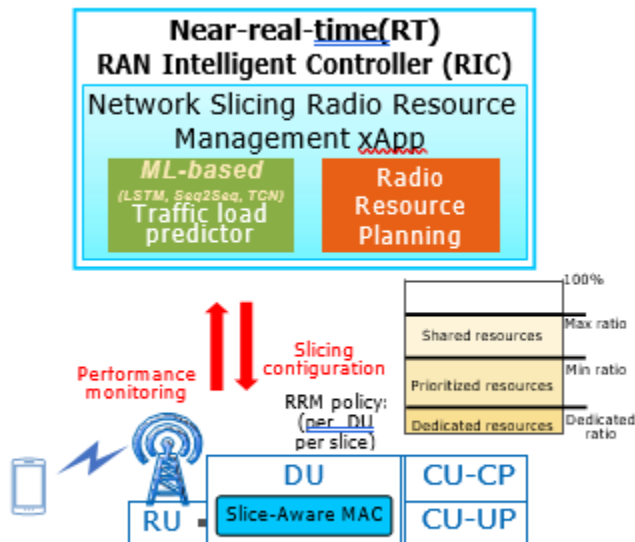 Near-real-time(RT)
RAN Intelligent Controller (RIC)
Network Slicing Radio Resource
Management xApp
ML-based
(LSTM, Seq2Seq, TCN)
Traffic load
predictor
Radio
Resource
Planning
Performance
monitoring
Slicing
configuration
RRM policy:
(per DU
per slice)
100%
Max ratio
Shared resources
Min ratio
Prioritized resources
Dedicated resources
Dedicated
ratio
RU
DU
Slice-Aware MAC
CU-CP
CU-UP